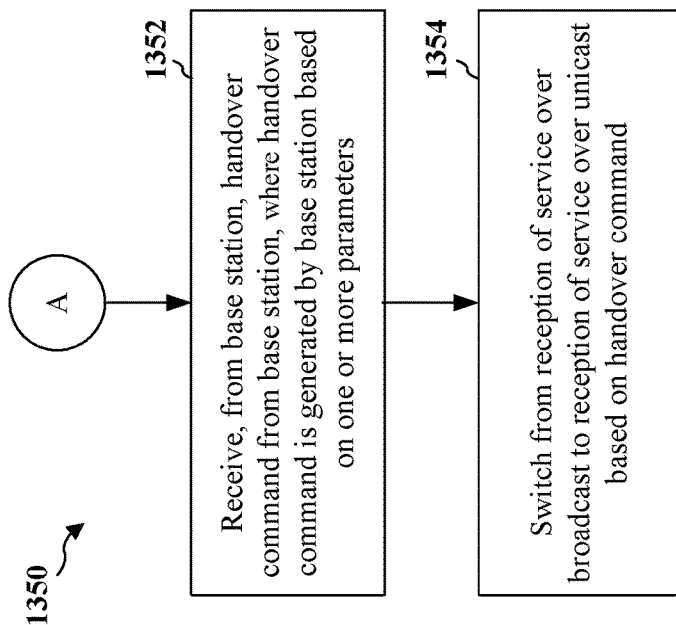 1350
A
1352
Receive, from base station, handover
command from base station, where handover
command is generated by base station based
on one or more parameters
1354
Switch from reception of service over
broadcast to reception of service over unicast
based on handover command